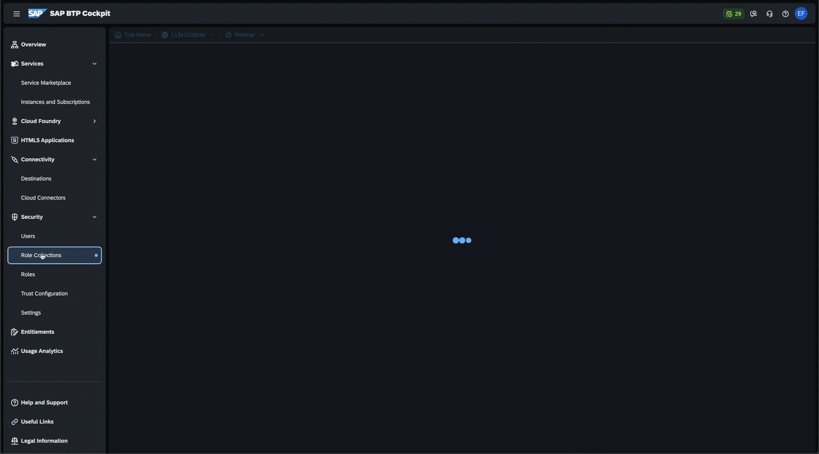 SAP SAP BTP Cockpit
29
EF
Overview
Trial Home
Webinar
Services
Service Marketplace
Instances and Subscriptions
Cloud Foundry
HTML5 Applications
Connectivity
Destinations
Cloud Connectors
Security
Users
Role Collections
Roles
Trust Configuration
Settings
Entitlements
Usage Analytics
Help and Support
Useful Links
Legal Information